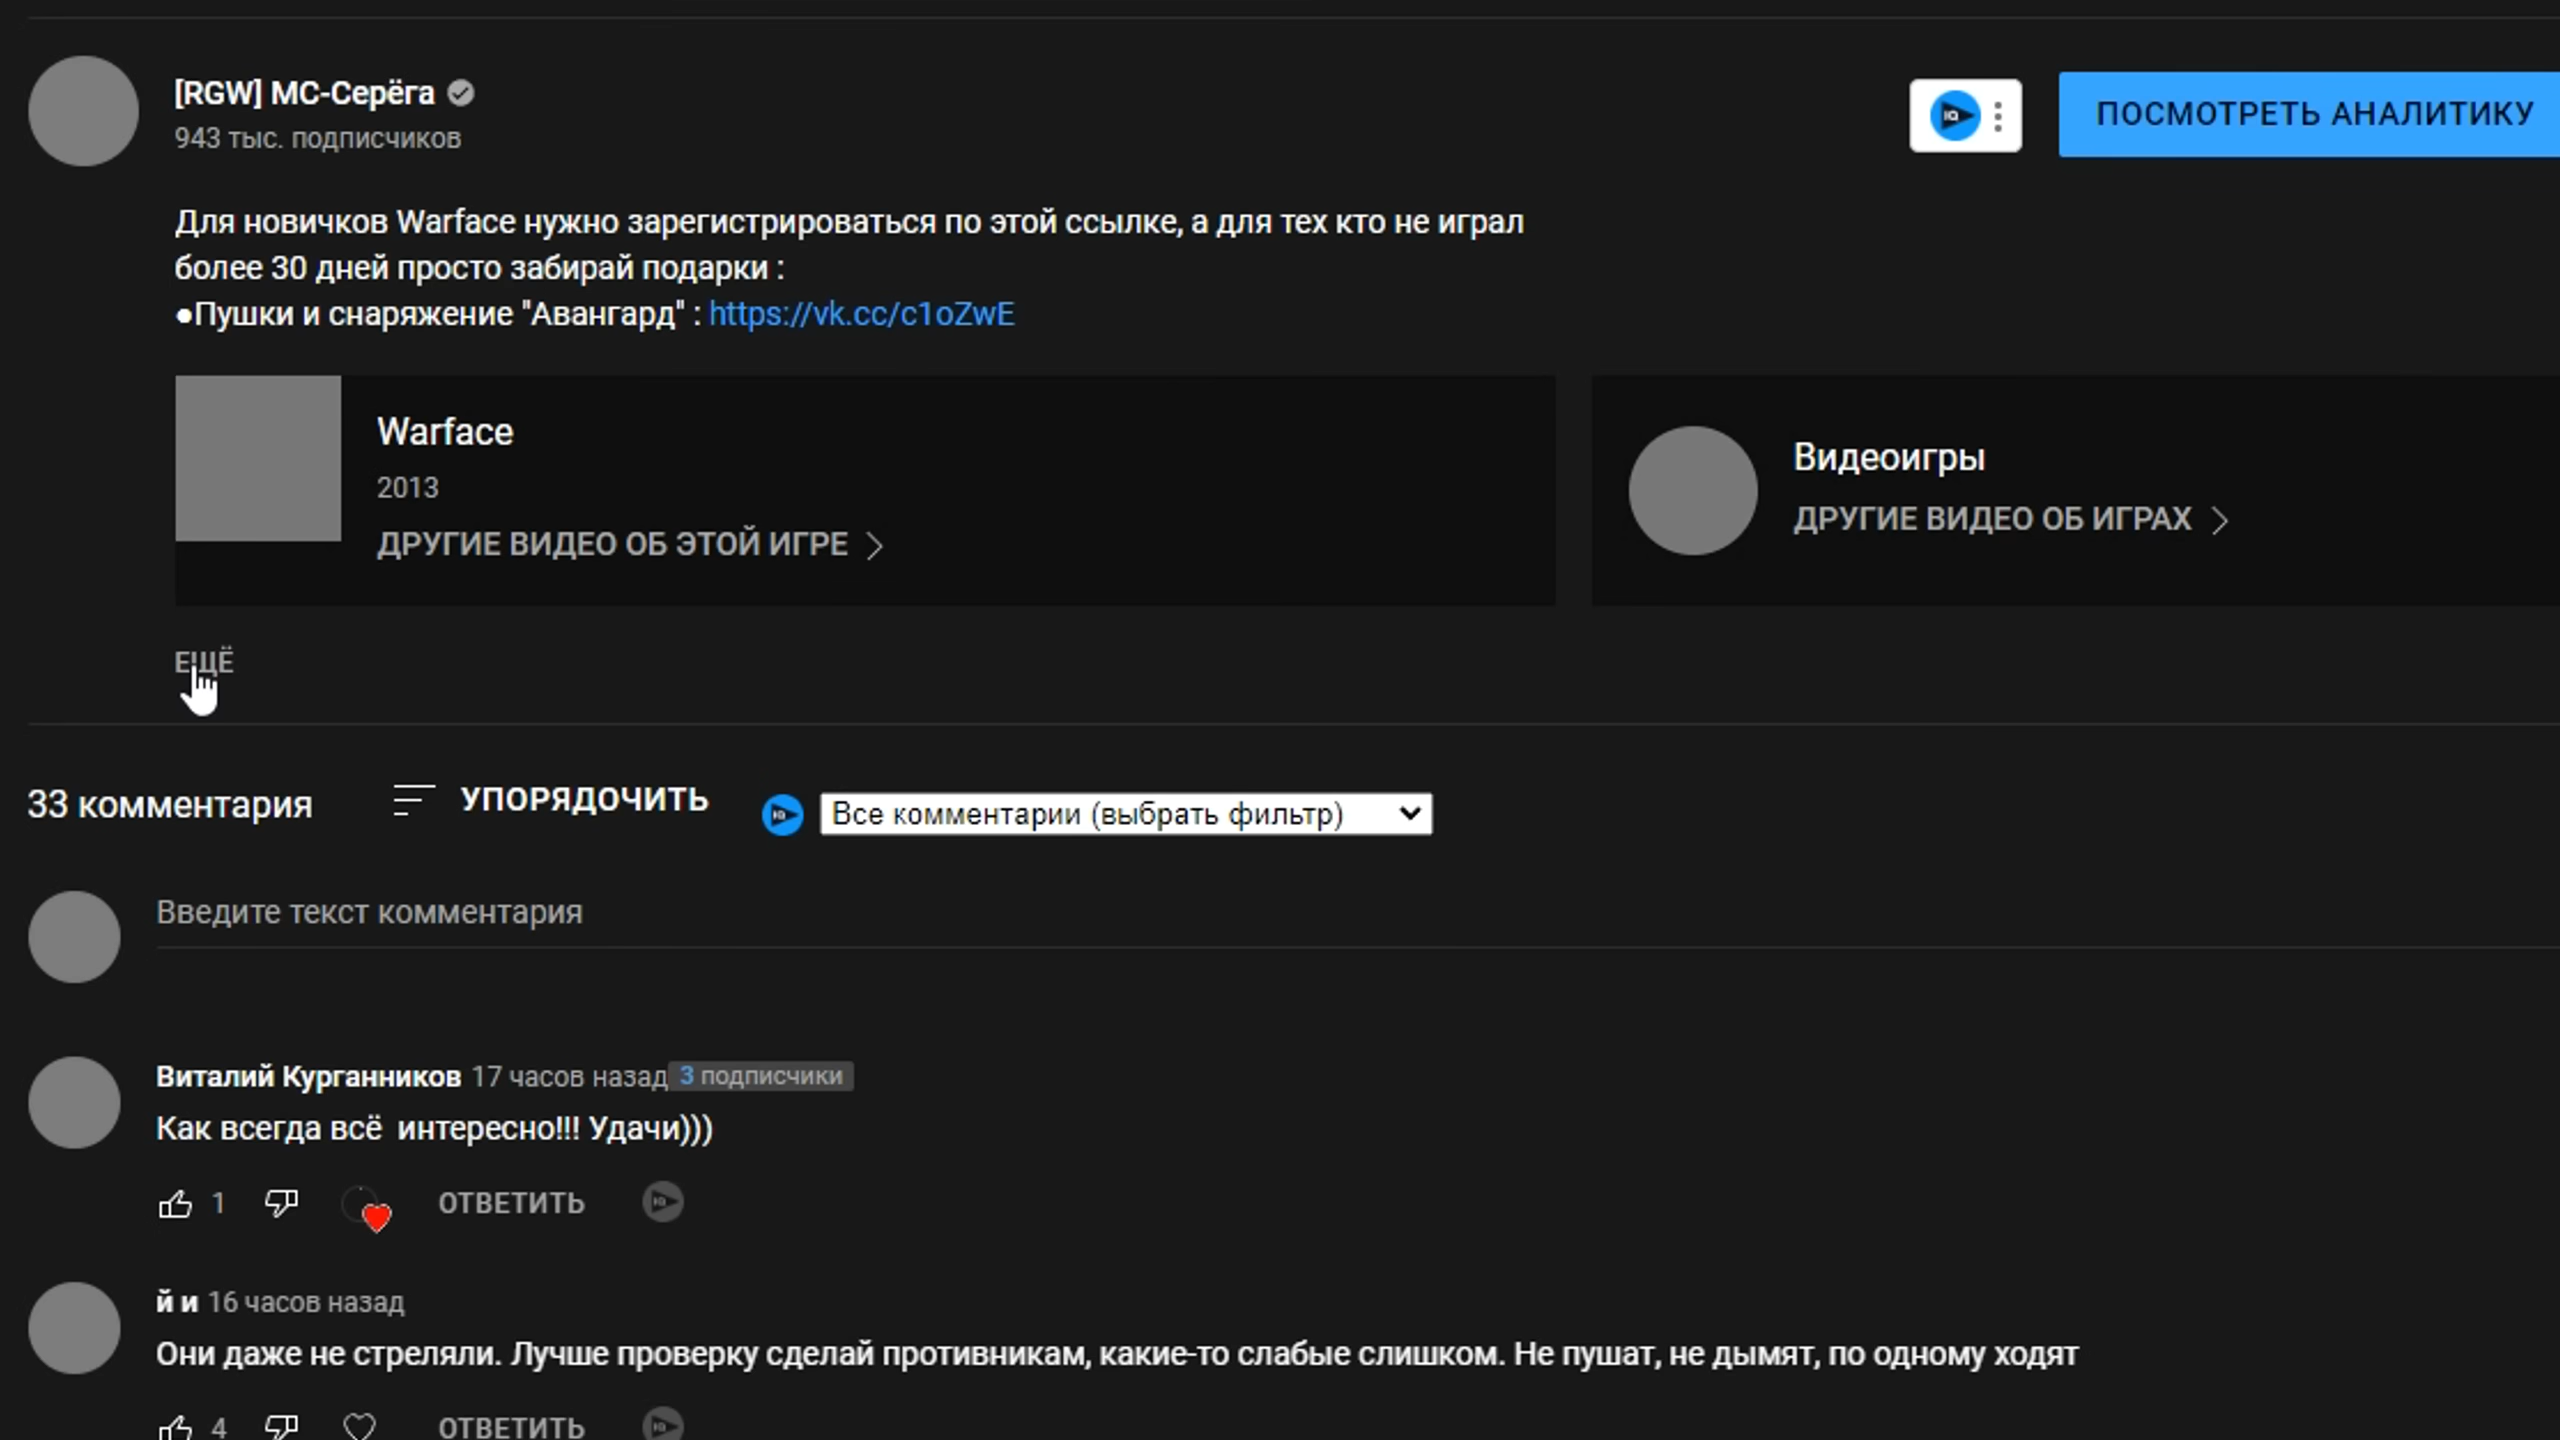 [RGW] МС-Серёга
943 тыс. подписчиков
ПОСМОТРЕТЬ АНАЛИТИКУ
Для новичков Warface нужно зарегистрироваться по этой ссылке, а для тех кто не играл
более 30 дней просто забирай подарки :
●Пушки и снаряжение "Авангард" : https://vk.cc/c1oZwE
Warface
2013
ДРУГИЕ ВИДЕО ОБ ЭТОЙ ИГРЕ
Видеоигры
ДРУГИЕ ВИДЕО ОБ ИГРАХ
ЕЩЁ
33 комментария
УПОРЯДОЧИТЬ
Все комментарии (выбрать фильтр)
Введите текст комментария
Виталий Курганников 17 часов назад 3 подписчики
Как всегда всё интересно!!! Удачи)))
1 ОТВЕТИТЬ
й и 16 часов назад
Они даже не стреляли. Лучше проверку сделай противникам, какие-то слабые слишком. Не пушат, не дымят, по одному ходят
4 ОТВЕТИТЬ